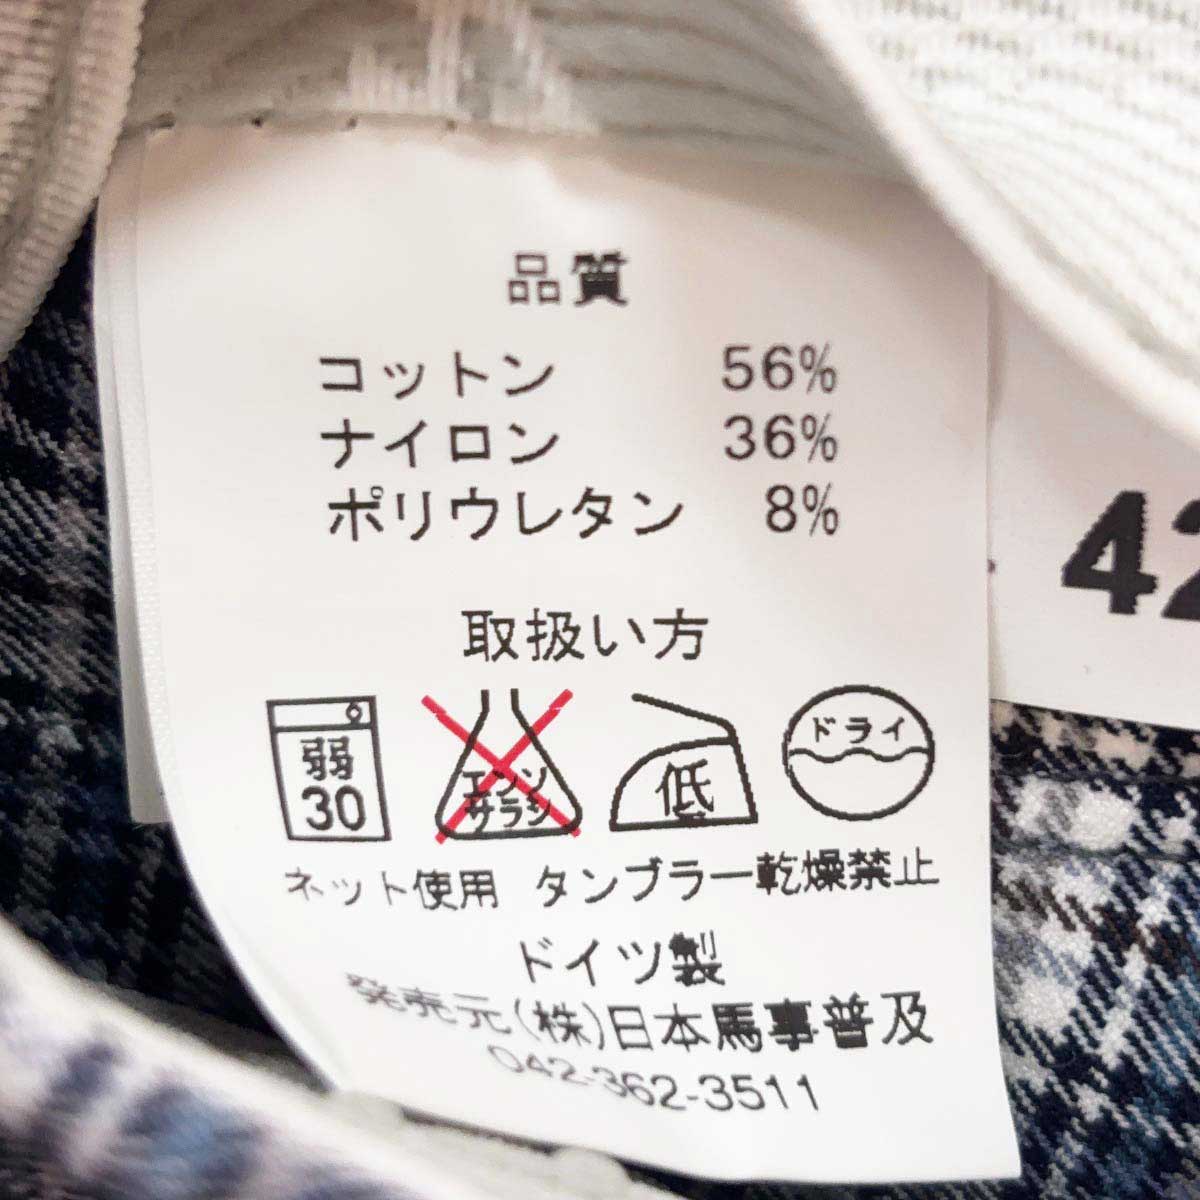 品質
コットン 56%
ナイロン 36%
ポリウレタン 8%
取扱い方
弱
30
エンソ
サラシ
低
ドライ
ネット使用 タンブラー乾燥禁止
ドイツ製
発売元(株)日本馬事普及
042-362-3511
42